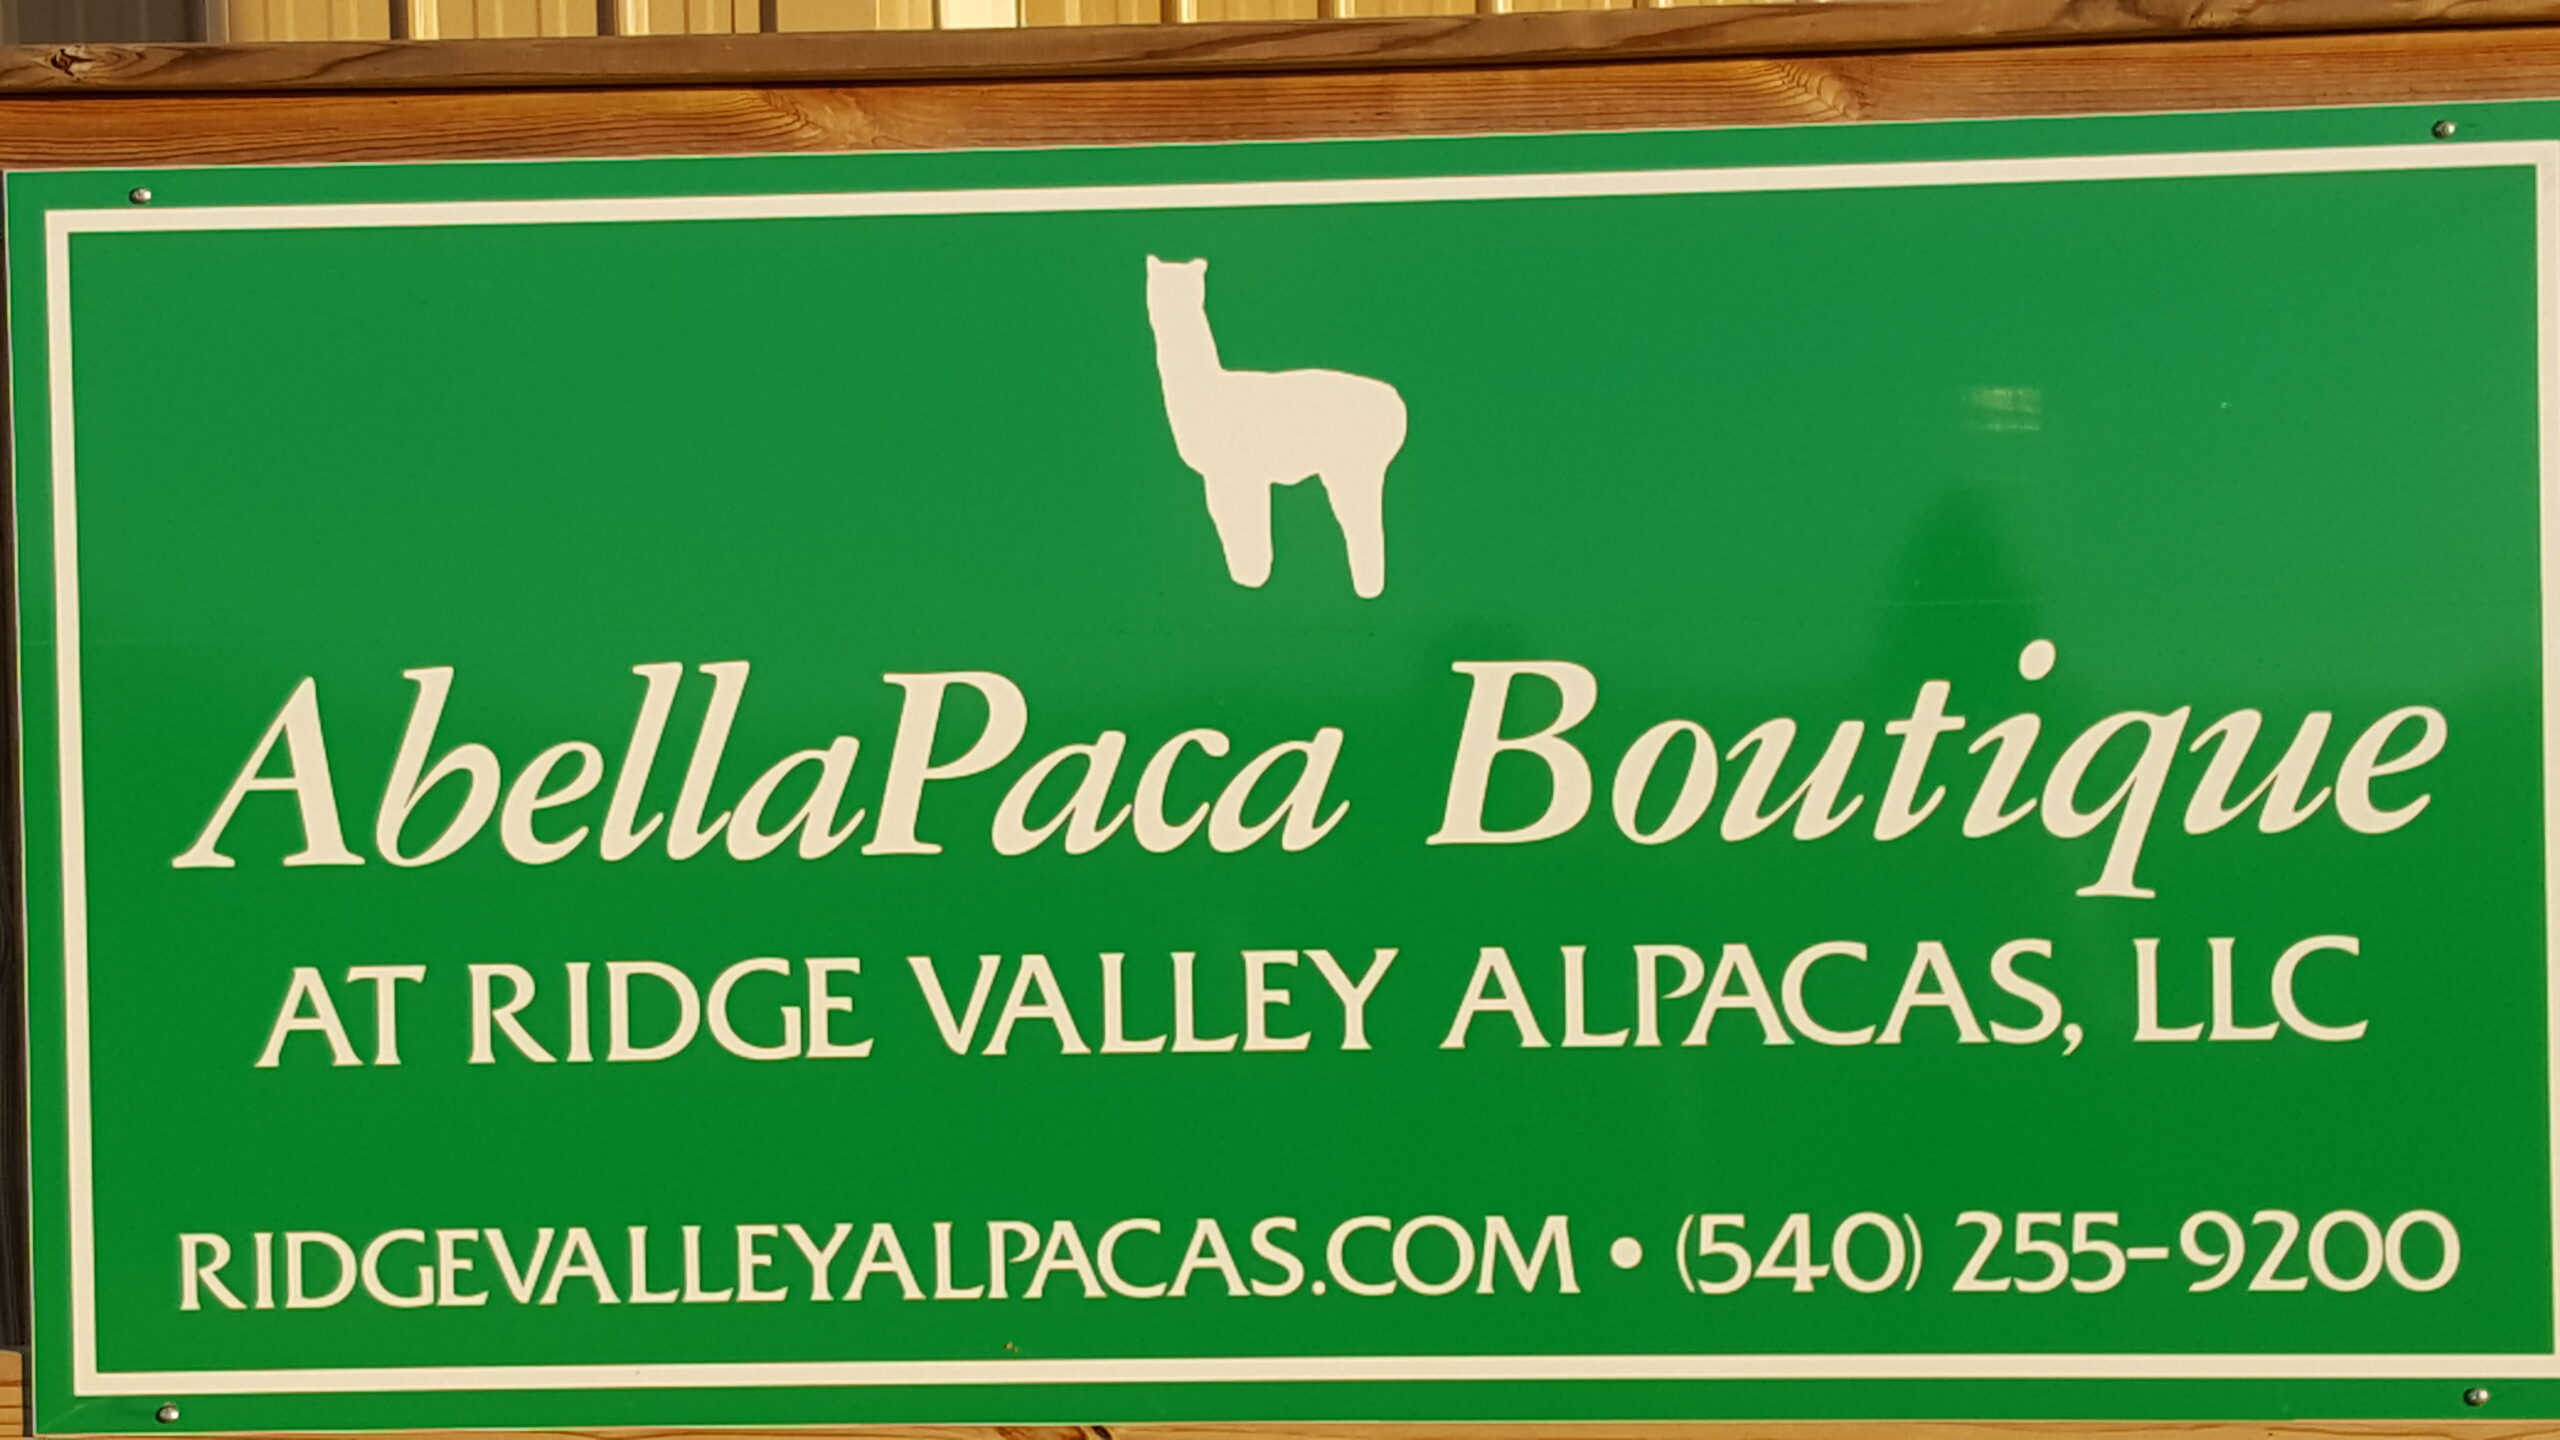 AbellaPaca Boutique
AT RIDGE VALLEY ALPACAS, LLC
RIDGEVALLEYALPACAS.COM • (540) 255-9200